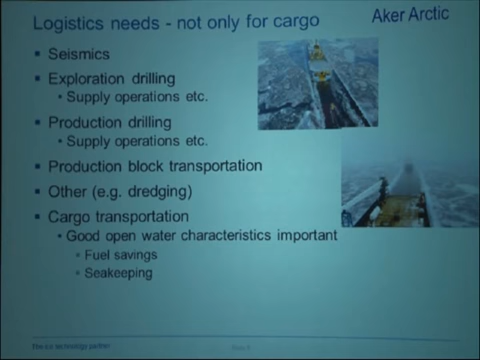 Logistics needs - not only for cargo
Aker Arctic
Seismics
Exploration drilling
Supply operations etc.
Production drilling
Supply operations etc.
Production block transportation
Other (e.g. dredging)
Cargo transportation
Good open water characteristics important
Fuel savings
Seakeeping
The ice technology partner